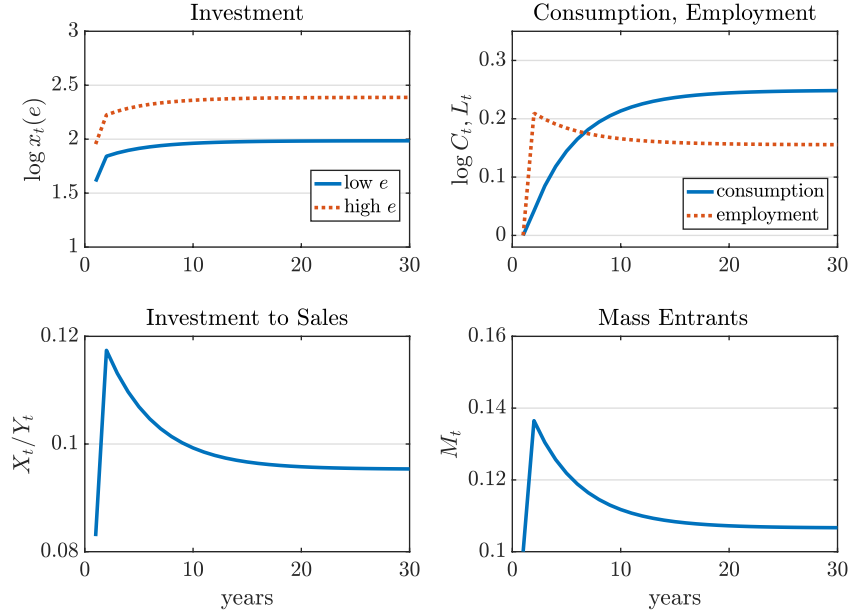 Investment
log x_t(e)
3
2.5
2
1.5
1
low e
high e
0
10
20
30
Consumption, Employment
log C_t, L_t
0.3
0.2
0.1
0
consumption
employment
0
10
20
30
Investment to Sales
X_t/Y_t
0.12
0.1
0.08
0
10
20
30
years
Mass Entrants
M_t
0.16
0.14
0.12
0.1
0
10
20
30
years